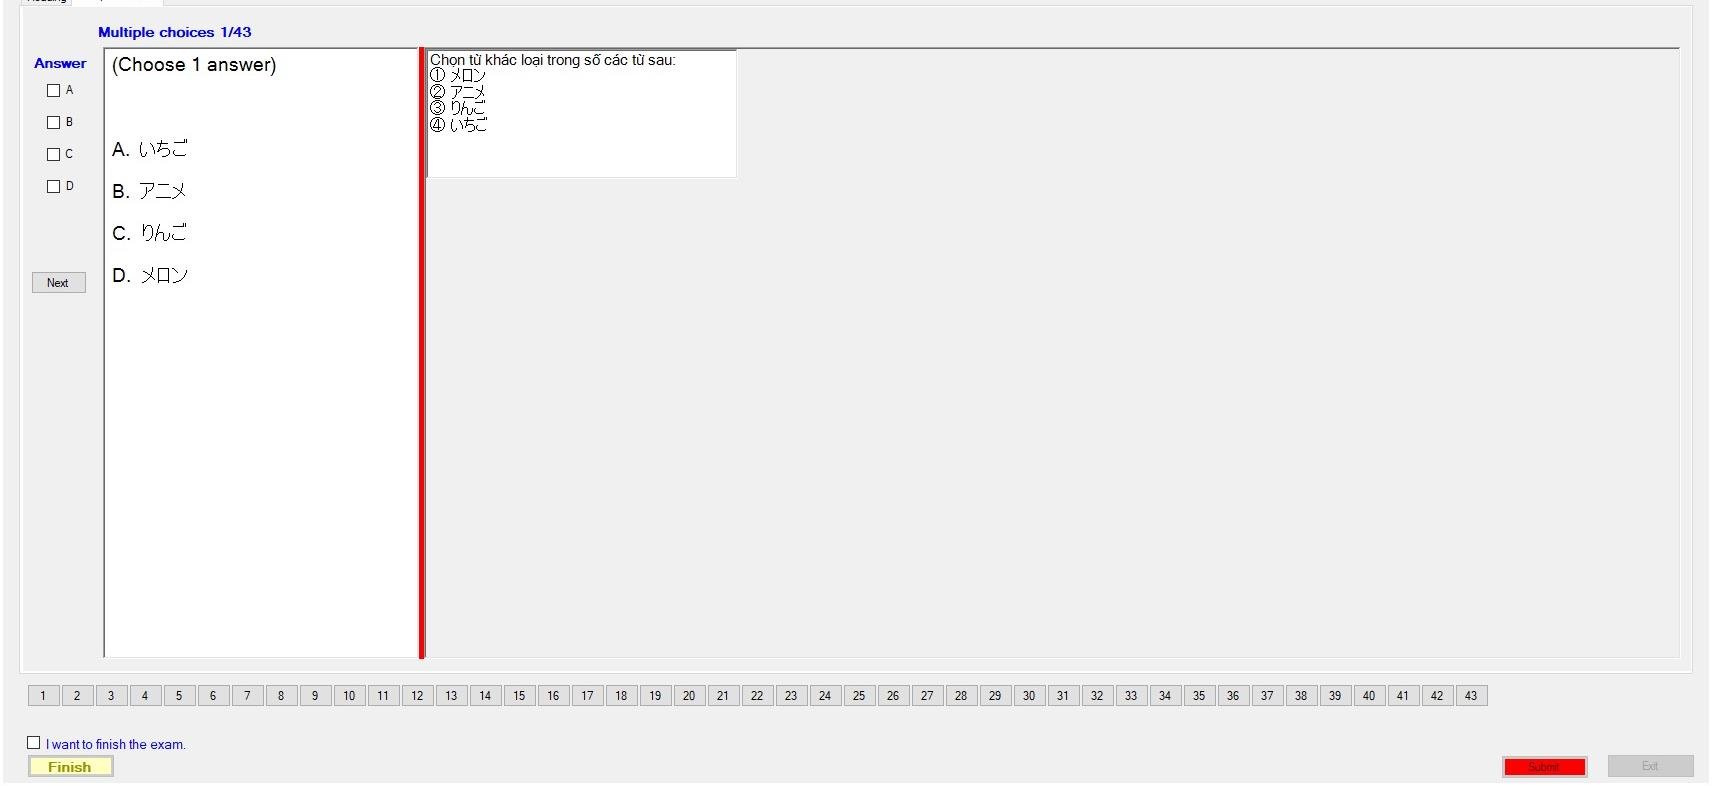 Multiple choices 1/43
Answer
A
B
C
D
Next
(Choose 1 answer)
A. いちご
B. アニメ
C. りんご
D. メロン
Chọn từ khác loại trong số các từ sau:
① メロン
② アニメ
③ りんご
④ いちご
1 2 3 4 5 6 7 8 9 10 11 12 13 14 15 16 17 18 19 20 21 22 23 24 25 26 27 28 29 30 31 32 33 34 35 36 37 38 39 40 41 42 43
I want to finish the exam.
Finish
Submit
Exit